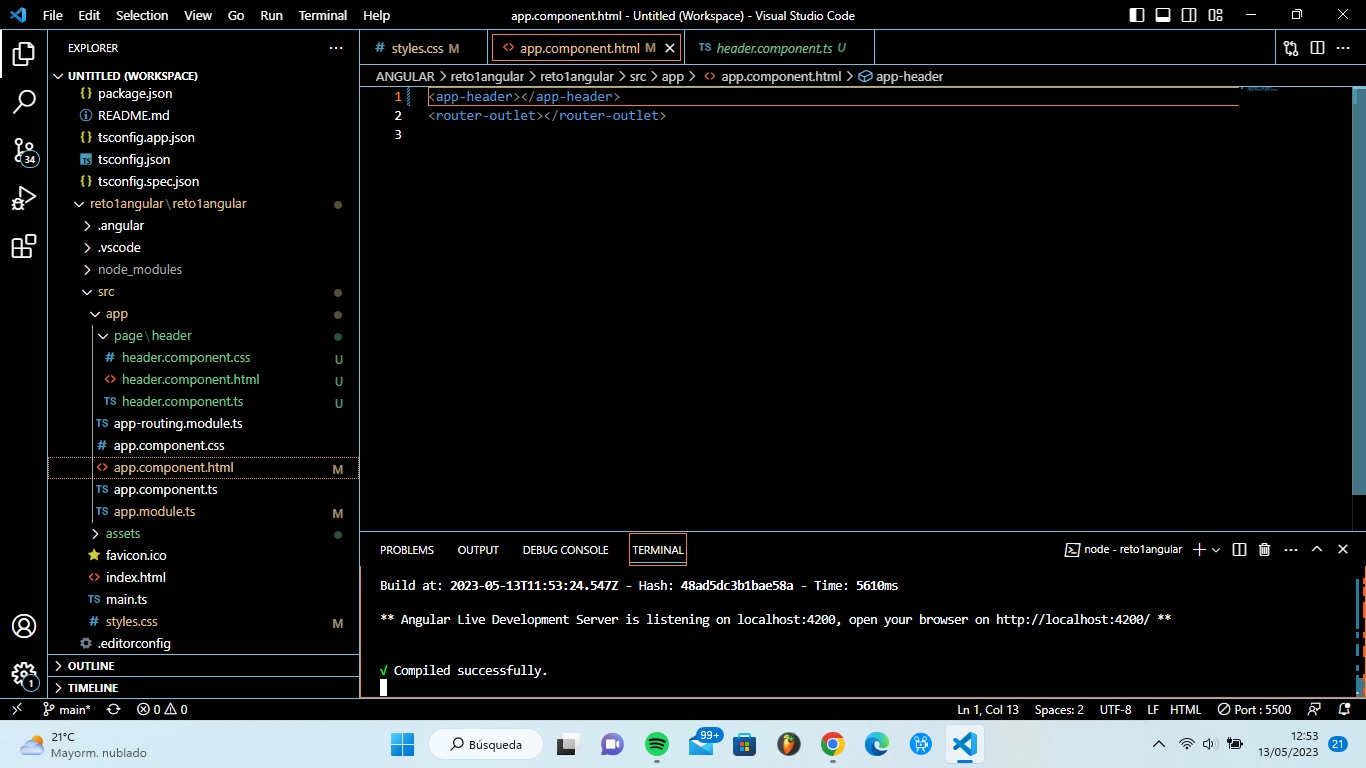 File Edit Selection View Go Run Terminal Help app.component.html - Untitled (Workspace) - Visual Studio Code
EXPLORER
UNTITLED (WORKSPACE)
{} package.json
README.md
{} tsconfig.app.json
TS tsconfig.json
{} tsconfig.spec.json
reto1angular\reto1angular
.angular
.vscode
node_modules
src
app
page\header
# header.component.css U
<> header.component.html U
TS header.component.ts U
TS app-routing.module.ts
# app.component.css
<> app.component.html M
TS app.component.ts
TS app.module.ts M
assets
favicon.ico
<> index.html
TS main.ts
# styles.css M
.editorconfig
OUTLINE
TIMELINE
34
1
# styles.css M <> app.component.html M TS header.component.ts U
ANGULAR > reto1angular > reto1angular > src > app > <> app.component.html > app-header
1 <app-header></app-header>
2 <router-outlet></router-outlet>
3
PROBLEMS OUTPUT DEBUG CONSOLE TERMINAL node - reto1angular
Build at: 2023-05-13T11:53:24.547Z - Hash: 48ad5dc3b1bae58a - Time: 5610ms
** Angular Live Development Server is listening on localhost:4200, open your browser on http://localhost:4200/ **
√ Compiled successfully.
main* 0 0 Ln 1, Col 13 Spaces: 2 UTF-8 LF HTML Port : 5500
21°C
Mayorm. nublado
Búsqueda
99+
12:53
13/05/2023
21